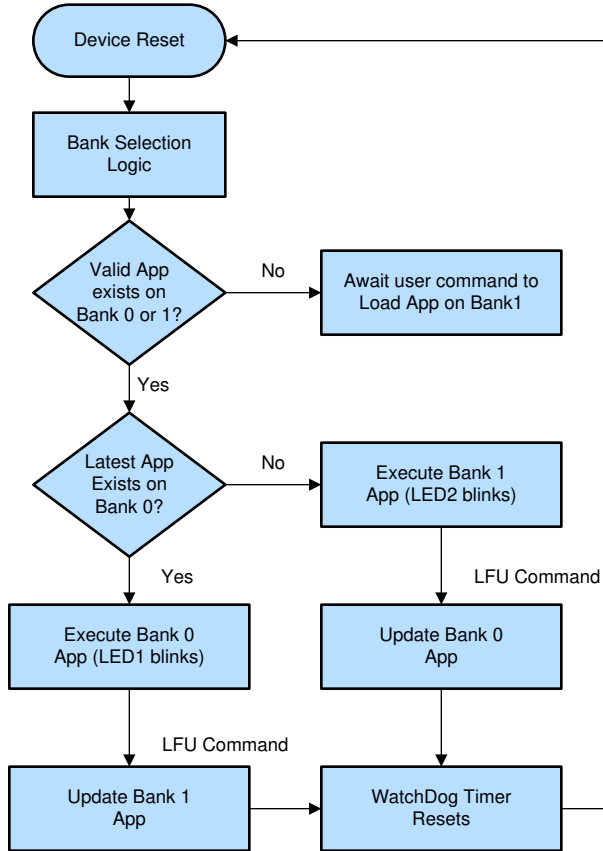 Device Reset
Bank Selection
Logic
Valid App
exists on
Bank 0 or 1?
No
Await user command to
Load App on Bank1
Yes
Latest App
Exists on
Bank 0?
No
Execute Bank 1
App (LED2 blinks)
Yes
LFU Command
Execute Bank 0
App (LED1 blinks)
Update Bank 0
App
LFU Command
Update Bank 1
App
WatchDog Timer
Resets